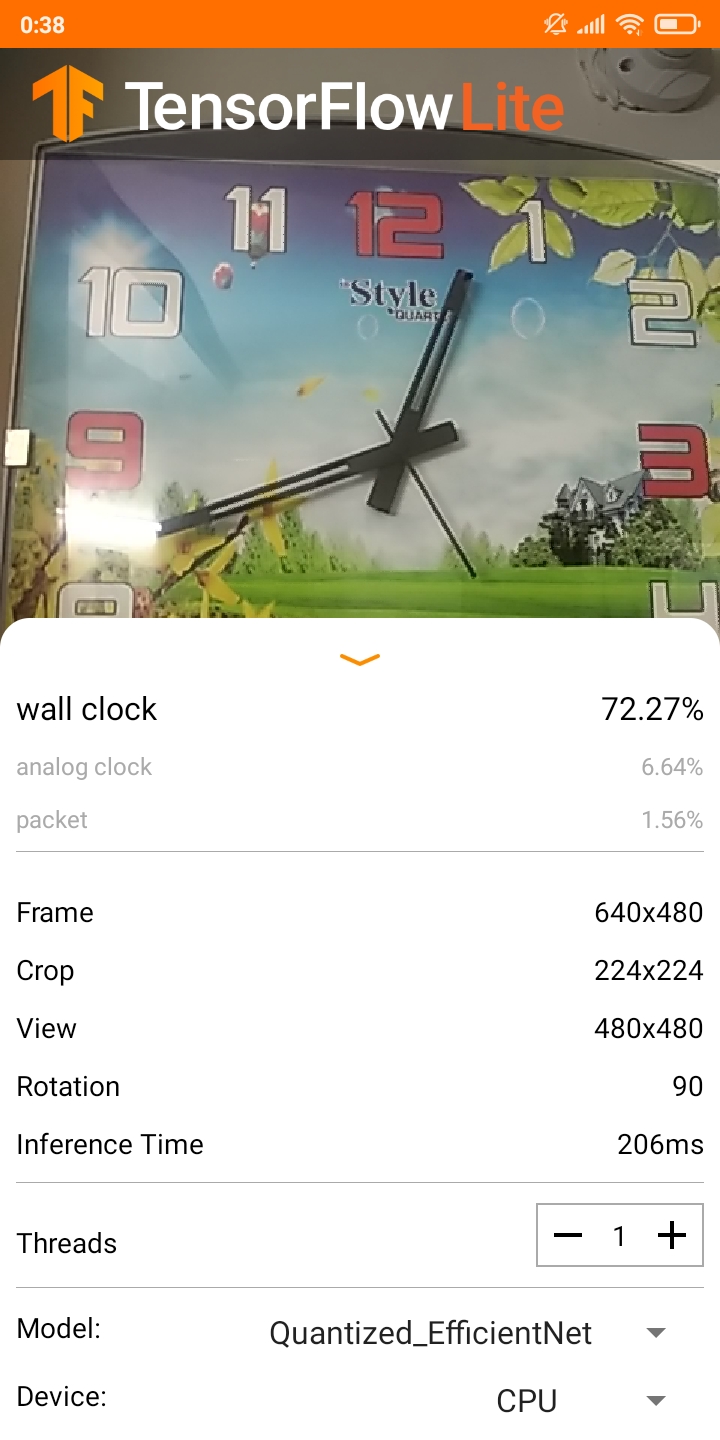 0:38
TensorFlow Lite
11 12 1
10 2
Style
QUARTZ
9 3
8 4
wall clock 72.27%
analog clock 6.64%
packet 1.56%
Frame 640x480
Crop 224x224
View 480x480
Rotation 90
Inference Time 206ms
Threads 1
Model: Quantized_EfficientNet
Device: CPU